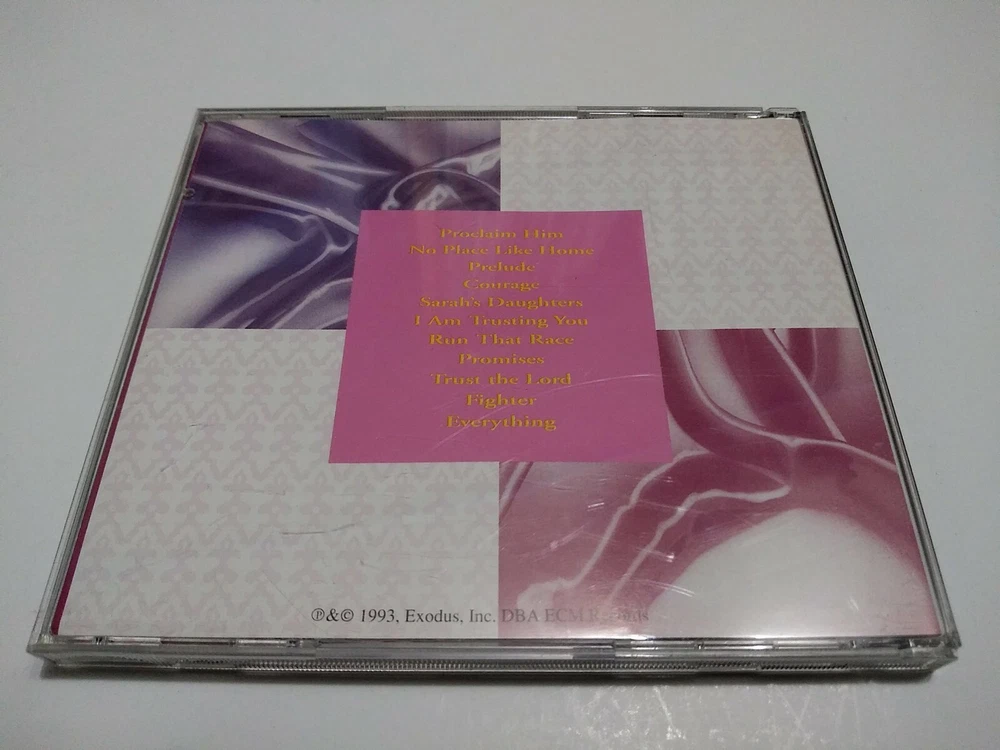 Proclaim Him
No Place Like Home
Prelude
Courage
Sarah's Daughters
I Am Trusting You
Run That Race
Promises
Trust the Lord
Fighter
Everything
℗&© 1993, Exodus, Inc. DBA ECM Records